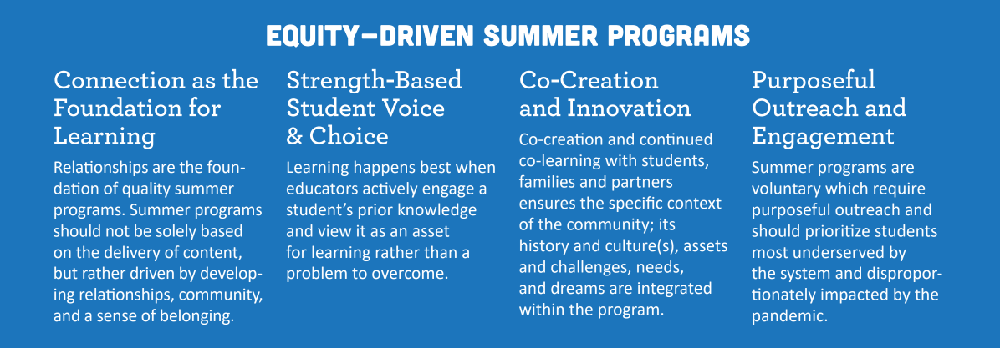 EQUITY–DRIVEN SUMMER PROGRAMS
Connection as the
Foundation for
Learning
Relationships are the foun-
dation of quality summer
programs. Summer programs
should not be solely based
on the delivery of content,
but rather driven by develop-
ing relationships, community,
and a sense of belonging.
Strength-Based
Student Voice
& Choice
Learning happens best when
educators actively engage a
student’s prior knowledge
and view it as an asset
for learning rather than a
problem to overcome.
Co-Creation
and Innovation
Co-creation and continued
co-learning with students,
families and partners
ensures the specific context
of the community; its
history and culture(s), assets
and challenges, needs,
and dreams are integrated
within the program.
Purposeful
Outreach and
Engagement
Summer programs are
voluntary which require
purposeful outreach and
should prioritize students
most underserved by
the system and dispropor-
tionately impacted by the
pandemic.